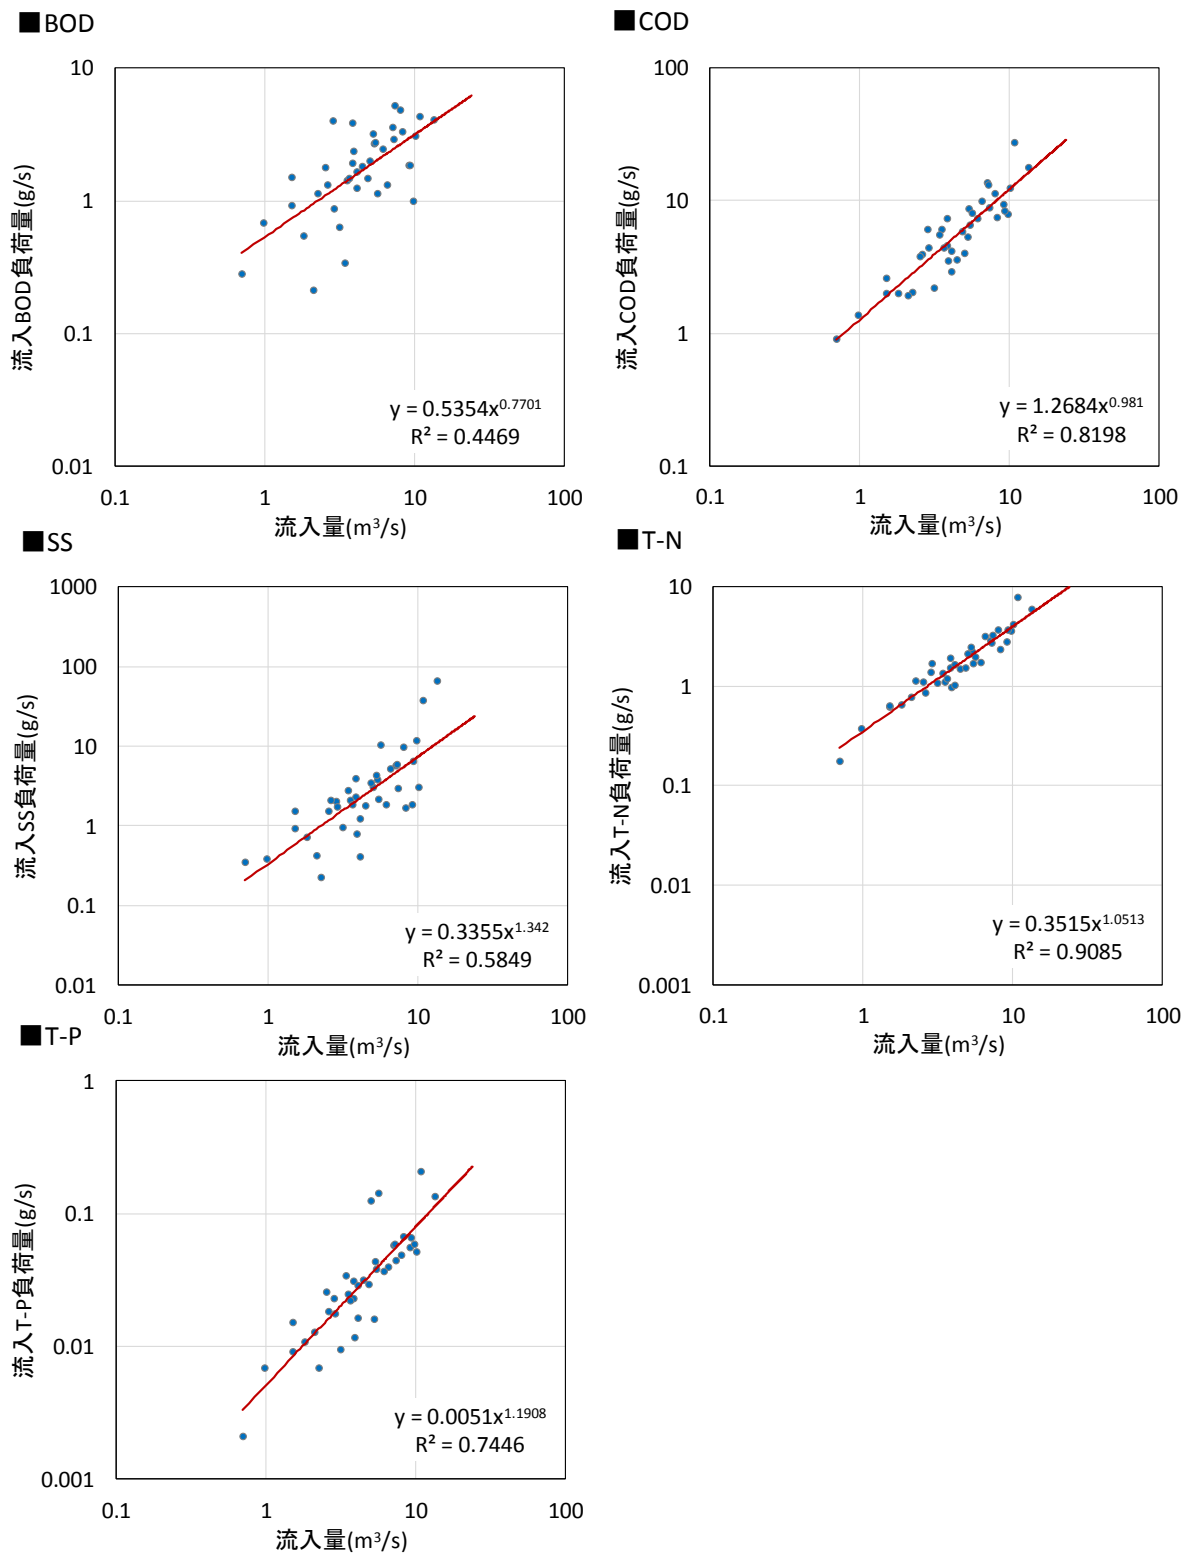 ■BOD
10
1
0.1
0.01
0.1
1
10
100
流入BOD負荷量(g/s)
流入量(m³/s)
y = 0.5354x^0.7701
R² = 0.4469
■COD
100
10
1
0.1
0.1
1
10
100
流入COD負荷量(g/s)
流入量(m³/s)
y = 1.2684x^0.981
R² = 0.8198
■SS
1000
100
10
1
0.1
0.01
0.1
1
10
100
流入SS負荷量(g/s)
流入量(m³/s)
y = 0.3355x^1.342
R² = 0.5849
■T-N
10
1
0.1
0.01
0.001
0.1
1
10
100
流入T-N負荷量(g/s)
流入量(m³/s)
y = 0.3515x^1.0513
R² = 0.9085
■T-P
1
0.1
0.01
0.001
0.1
1
10
100
流入T-P負荷量(g/s)
流入量(m³/s)
y = 0.0051x^1.1908
R² = 0.7446